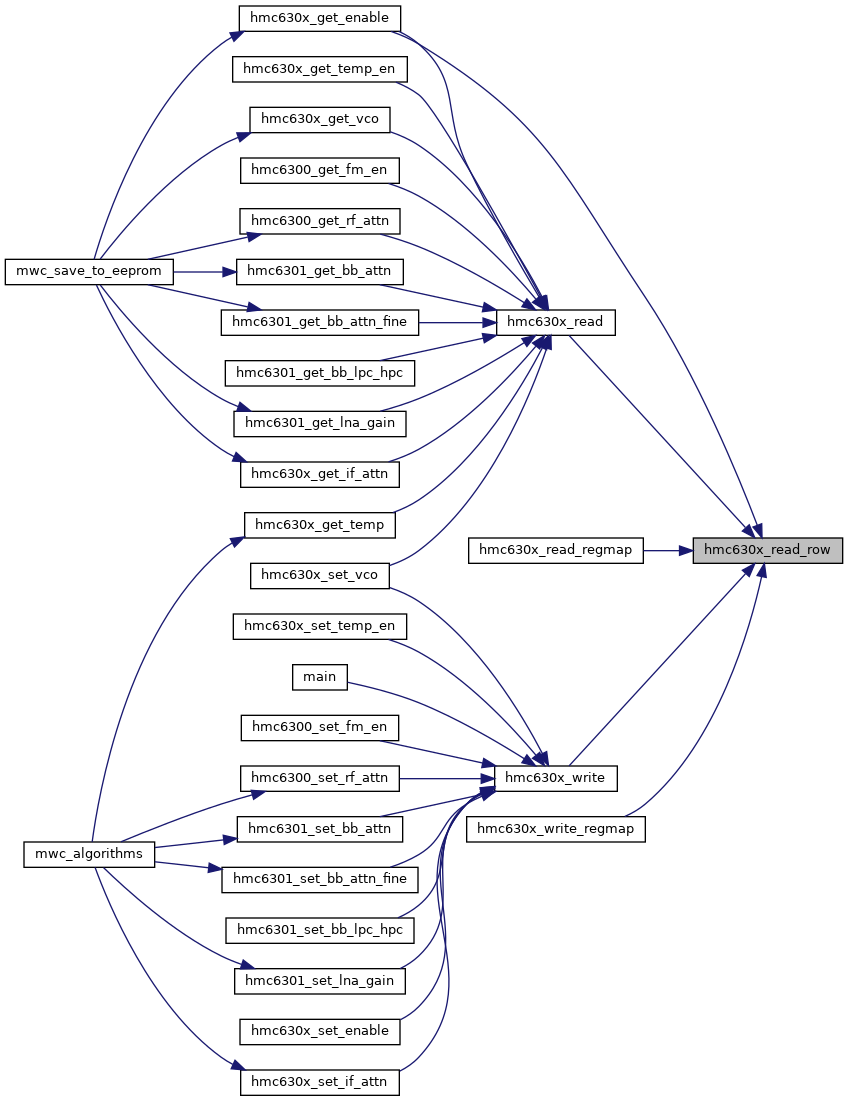 hmc630x_get_enable
hmc630x_get_temp_en
hmc630x_get_vco
hmc6300_get_fm_en
hmc6300_get_rf_attn
mwc_save_to_eeprom
hmc6301_get_bb_attn
hmc6301_get_bb_attn_fine
hmc630x_read
hmc6301_get_bb_lpc_hpc
hmc6301_get_lna_gain
hmc630x_get_if_attn
hmc630x_get_temp
hmc630x_read_regmap
hmc630x_read_row
hmc630x_set_vco
hmc630x_set_temp_en
main
hmc6300_set_fm_en
hmc6300_set_rf_attn
hmc630x_write
hmc6301_set_bb_attn
hmc630x_write_regmap
mwc_algorithms
hmc6301_set_bb_attn_fine
hmc6301_set_bb_lpc_hpc
hmc6301_set_lna_gain
hmc630x_set_enable
hmc630x_set_if_attn